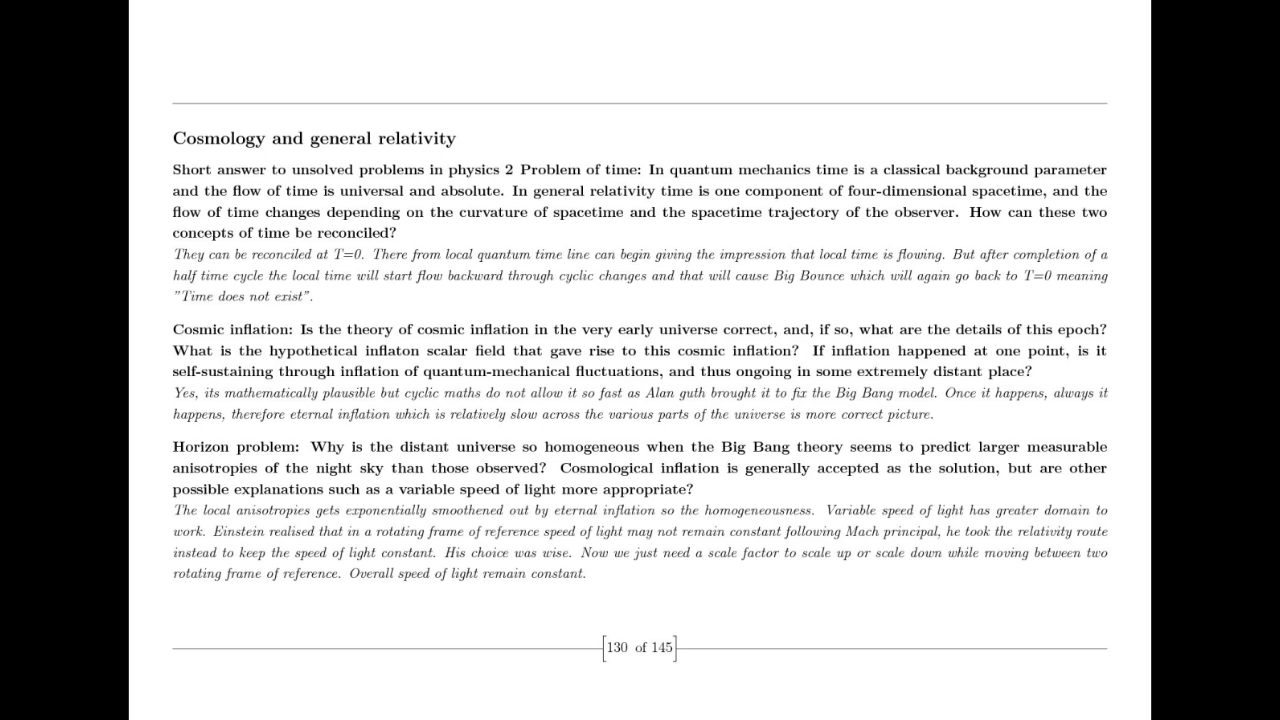 Cosmology and general relativity
Short answer to unsolved problems in physics 2 Problem of time: In quantum mechanics time is a classical background parameter
and the flow of time is universal and absolute. In general relativity time is one component of four-dimensional spacetime, and the
flow of time changes depending on the curvature of spacetime and the spacetime trajectory of the observer. How can these two
concepts of time be reconciled?
They can be reconciled at T=0. There from local quantum time line can begin giving the impression that local time is flowing. But after completion of a
half time cycle the local time will start flow backward through cyclic changes and that will cause Big Bounce which will again go back to T=0 meaning
"Time does not exist".
Cosmic inflation: Is the theory of cosmic inflation in the very early universe correct, and, if so, what are the details of this epoch?
What is the hypothetical inflaton scalar field that gave rise to this cosmic inflation? If inflation happened at one point, is it
self-sustaining through inflation of quantum-mechanical fluctuations, and thus ongoing in some extremely distant place?
Yes, its mathematically plausible but cyclic maths do not allow it so fast as Alan guth brought it to fix the Big Bang model. Once it happens, always it
happens, therefore eternal inflation which is relatively slow across the various parts of the universe is more correct picture.
Horizon problem: Why is the distant universe so homogeneous when the Big Bang theory seems to predict larger measurable
anisotropies of the night sky than those observed? Cosmological inflation is generally accepted as the solution, but are other
possible explanations such as a variable speed of light more appropriate?
The local anisotropies gets exponentially smoothened out by eternal inflation so the homogeneousness. Variable speed of light has greater domain to
work. Einstein realised that in a rotating frame of reference speed of light may not remain constant following Mach principal, he took the relativity route
instead to keep the speed of light constant. His choice was wise. Now we just need a scale factor to scale up or scale down while moving between two
rotating frame of reference. Overall speed of light remain constant.
130 of 145